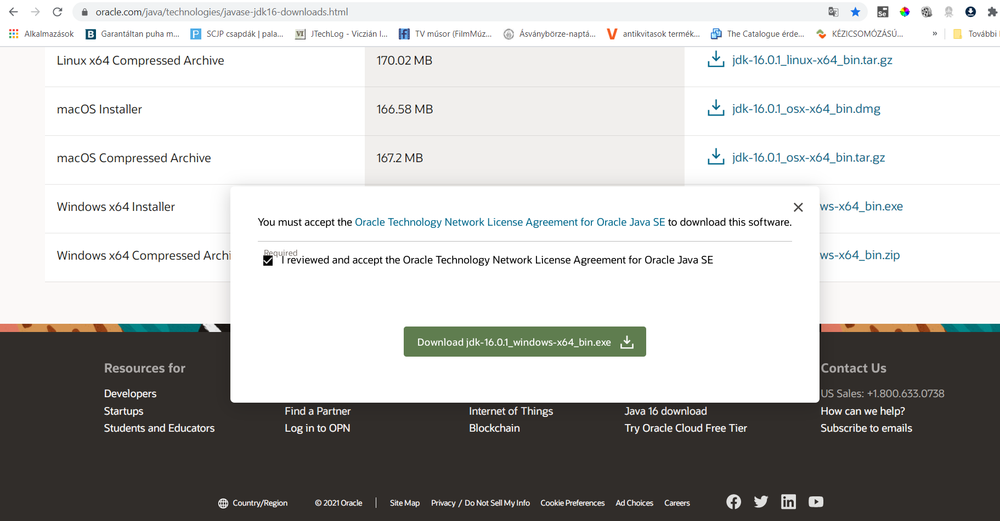 oracle.com/java/technologies/javase-jdk16-downloads.html
Alkalmazások
Garantáltan puha m...
SCJP csapdák | pala...
JTechLog - Viczián I...
TV műsor (FilmMúz...
Ásványbörze-naptá...
antikvitasok termék...
The Catalogue érde...
KÉZICSOMÓZÁSÚ...
»
További
Linux x64 Compressed Archive 170.02 MB jdk-16.0.1_linux-x64_bin.tar.gz
macOS Installer 166.58 MB jdk-16.0.1_osx-x64_bin.dmg
macOS Compressed Archive 167.2 MB jdk-16.0.1_osx-x64_bin.tar.gz
Windows x64 Installer ws-x64_bin.exe
Windows x64 Compressed Archi ws-x64_bin.zip
You must accept the Oracle Technology Network License Agreement for Oracle Java SE to download this software.
Required
I reviewed and accept the Oracle Technology Network License Agreement for Oracle Java SE
Download jdk-16.0.1_windows-x64_bin.exe
Resources for
Developers
Startups
Students and Educators
Find a Partner
Log in to OPN
Internet of Things
Blockchain
Java 16 download
Try Oracle Cloud Free Tier
Contact Us
US Sales: +1.800.633.0738
How can we help?
Subscribe to emails
Country/Region © 2021 Oracle Site Map Privacy / Do Not Sell My Info Cookie Preferences Ad Choices Careers